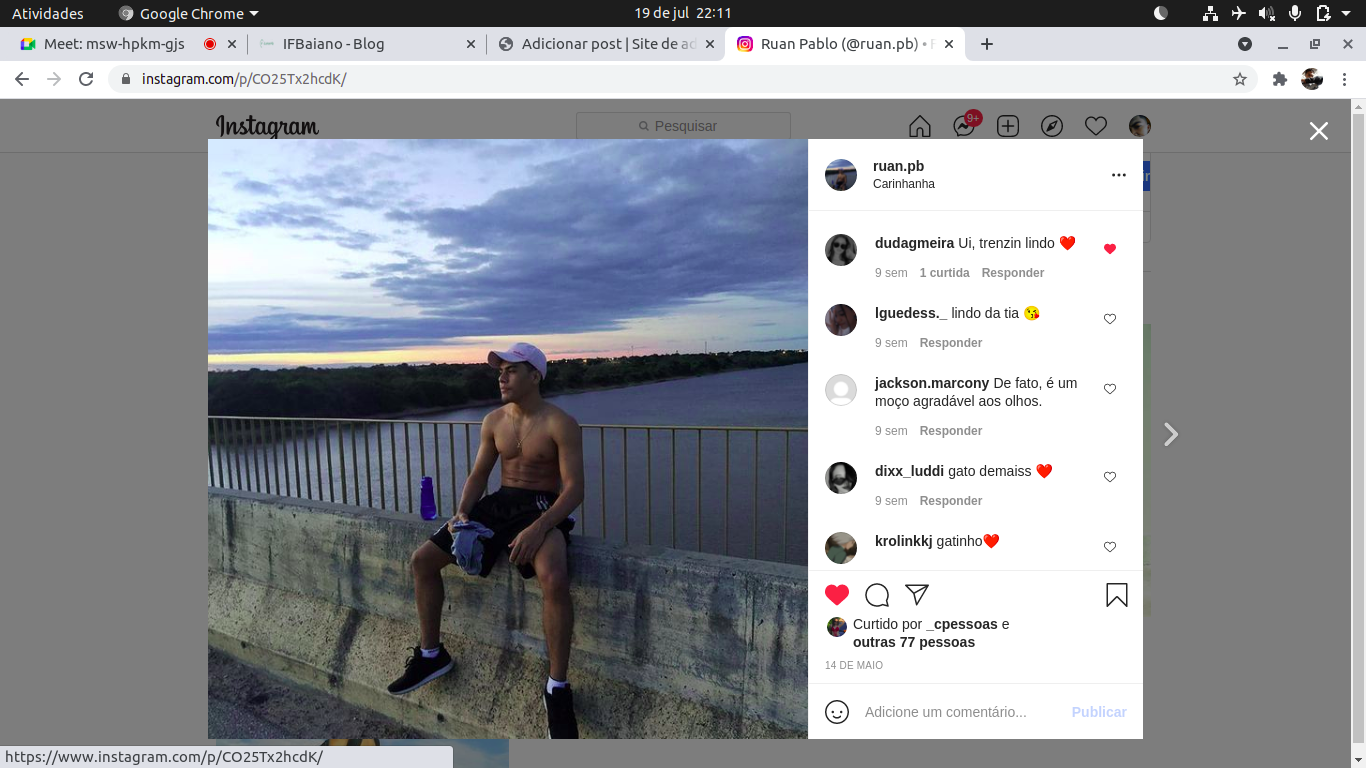 Atividades
Google Chrome
19 de jul 22:11
Meet: msw-hpkm-gjs
IFBaiano - Blog
Adicionar post | Site de ad
Ruan Pablo (@ruan.pb) •
instagram.com/p/CO25Tx2hcdK/
Instagram
Pesquisar
9+
ruan.pb
Carinhanha
dudagmeira Ui, trenzin lindo ❤️
9 sem 1 curtida Responder
lguedess._ lindo da tia 😘
9 sem Responder
jackson.marcony De fato, é um
moço agradável aos olhos.
9 sem Responder
dixx_luddi gato demaiss ❤️
9 sem Responder
krolinkkj gatinho❤️
Curtido por _cpessoas e
outras 77 pessoas
14 DE MAIO
Adicione um comentário...
Publicar
https://www.instagram.com/p/CO25Tx2hcdK/